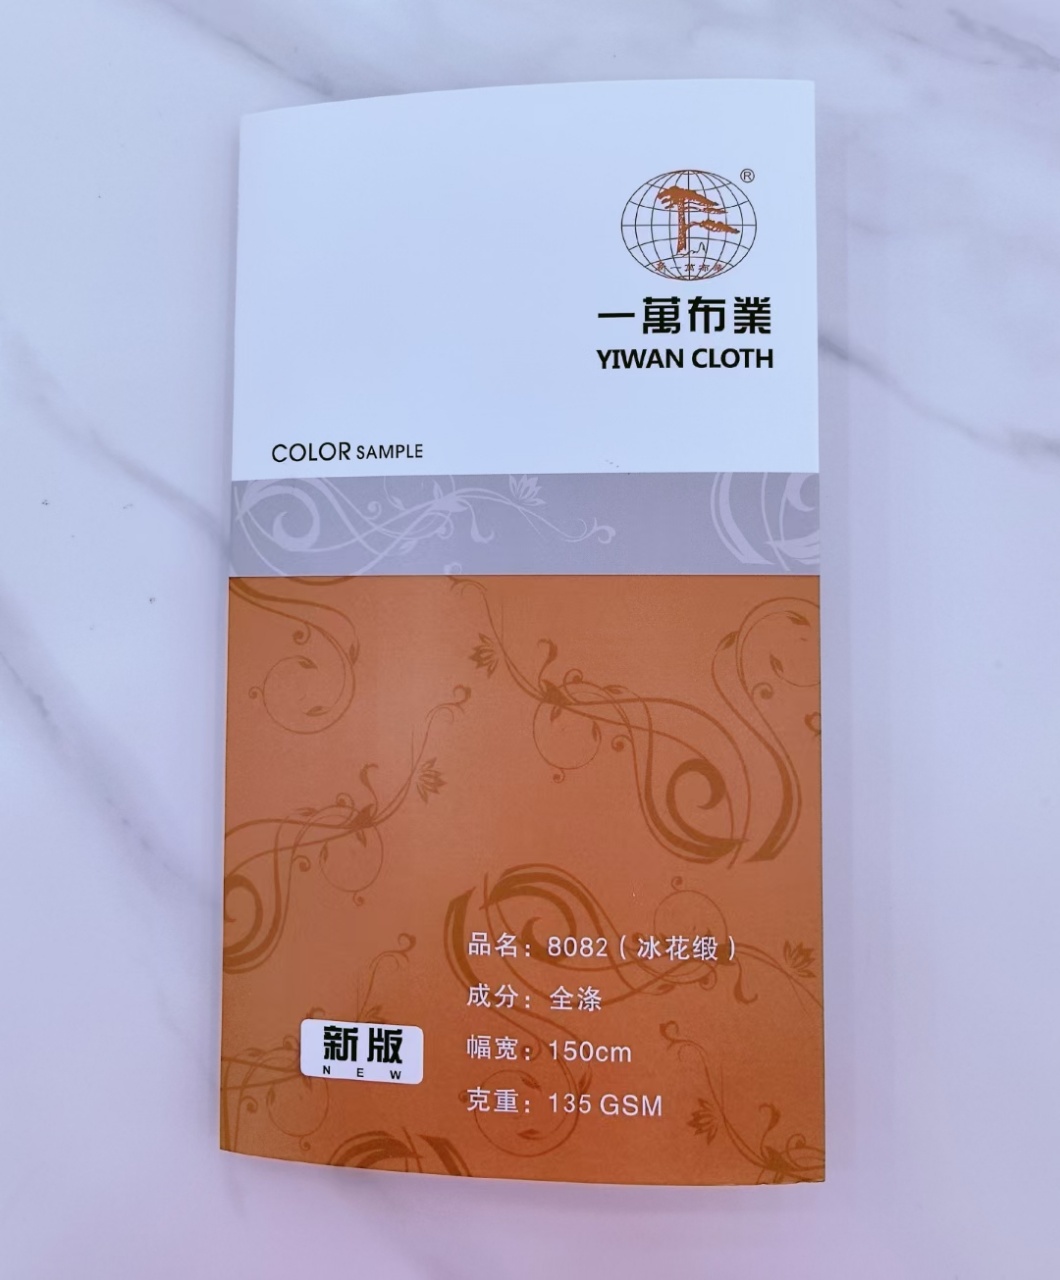 ®
一萬布業
YIWAN CLOTH
COLOR SAMPLE
品名：8082（冰花缎）
成分：全涤
幅宽：150cm
克重：135 GSM
新版
NEW